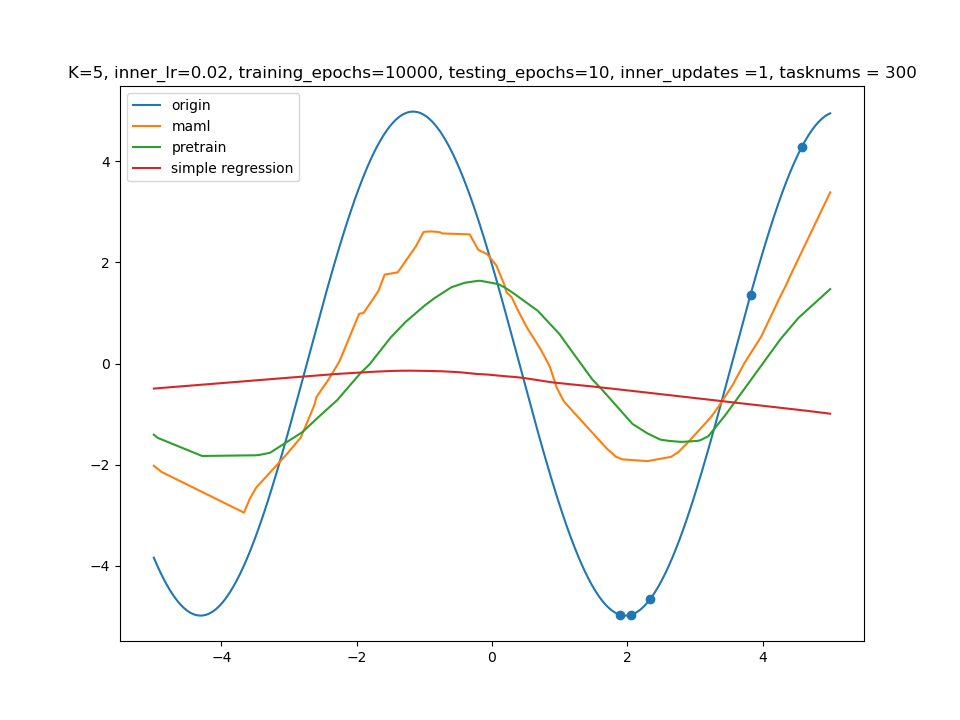 K=5, inner_lr=0.02, training_epochs=10000, testing_epochs=10, inner_updates =1, tasknums = 300
origin
maml
pretrain
simple regression
4
2
0
−2
−4
−4 −2 0 2 4